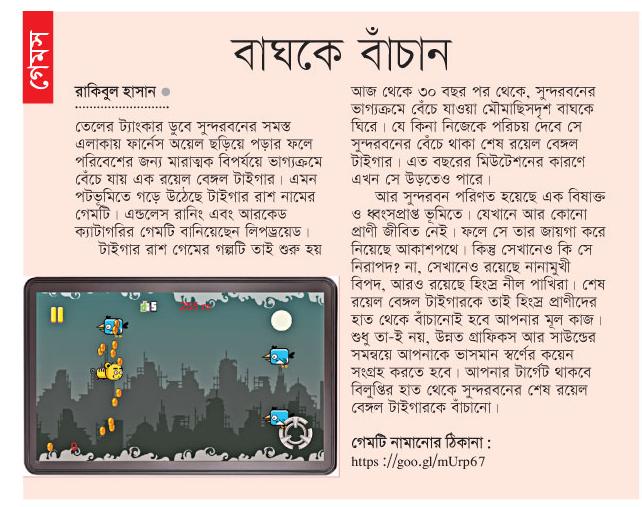 গেমস
বাঘকে বাঁচান
রাকিবুল হাসান
তেলের ট্যাংকার ডুবে সুন্দরবনের সমস্ত
এলাকায় ফার্নেস অয়েল ছড়িয়ে পড়ার ফলে
পরিবেশের জন্য মারাত্মক বিপর্যয়ে ভাগ্যক্রমে
বেঁচে যায় এক রয়েল বেঙ্গল টাইগার। এমন
পটভূমিতে গড়ে উঠেছে টাইগার রাশ নামের
গেমটি। এন্ডলেস রানিং এবং আরকেড
ক্যাটাগরির গেমটি বানিয়েছেন লিপড্রয়েড।
টাইগার রাশ গেমের গল্পটি তাই শুরু হয়
আজ থেকে ৩০ বছর পর থেকে, সুন্দরবনের
ভাগ্যক্রমে বেঁচে যাওয়া মৌমাছিসদৃশ বাঘকে
ঘিরে। যে কিনা নিজেকে পরিচয় দেবে সে
সুন্দরবনের বেঁচে থাকা শেষ রয়েল বেঙ্গল
টাইগার। এত বছরের মিউটেশনের কারণে
এখন সে উড়তেও পারে।
আর সুন্দরবন পরিণত হয়েছে এক বিষাক্ত
ও ধ্বংসপ্রাপ্ত ভূমিতে। যেখানে আর কোনো
প্রাণী জীবিত নেই। ফলে সে তার জায়গা করে
নিয়েছে আকাশপথে। কিন্তু সেখানেও কি সে
নিরাপদ? না, সেখানেও রয়েছে নানামুখী
বিপদ, আরও রয়েছে হিংস্র নীল পাখিরা। শেষ
রয়েল বেঙ্গল টাইগারকে তাই হিংস্র প্রাণীদের
হাত থেকে বাঁচানোই হবে আপনার মূল কাজ।
শুধু তা-ই নয়, উন্নত গ্রাফিকস আর সাউন্ডের
সমন্বয়ে আপনাকে ভাসমান স্বর্ণের কয়েন
সংগ্রহ করতে হবে। আপনার টার্গেট থাকবে
বিলুপ্তির হাত থেকে সুন্দরবনের শেষ রয়েল
বেঙ্গল টাইগারকে বাঁচানো।
গেমটি নামানোর ঠিকানা :
https ://goo.gl/mUrp67